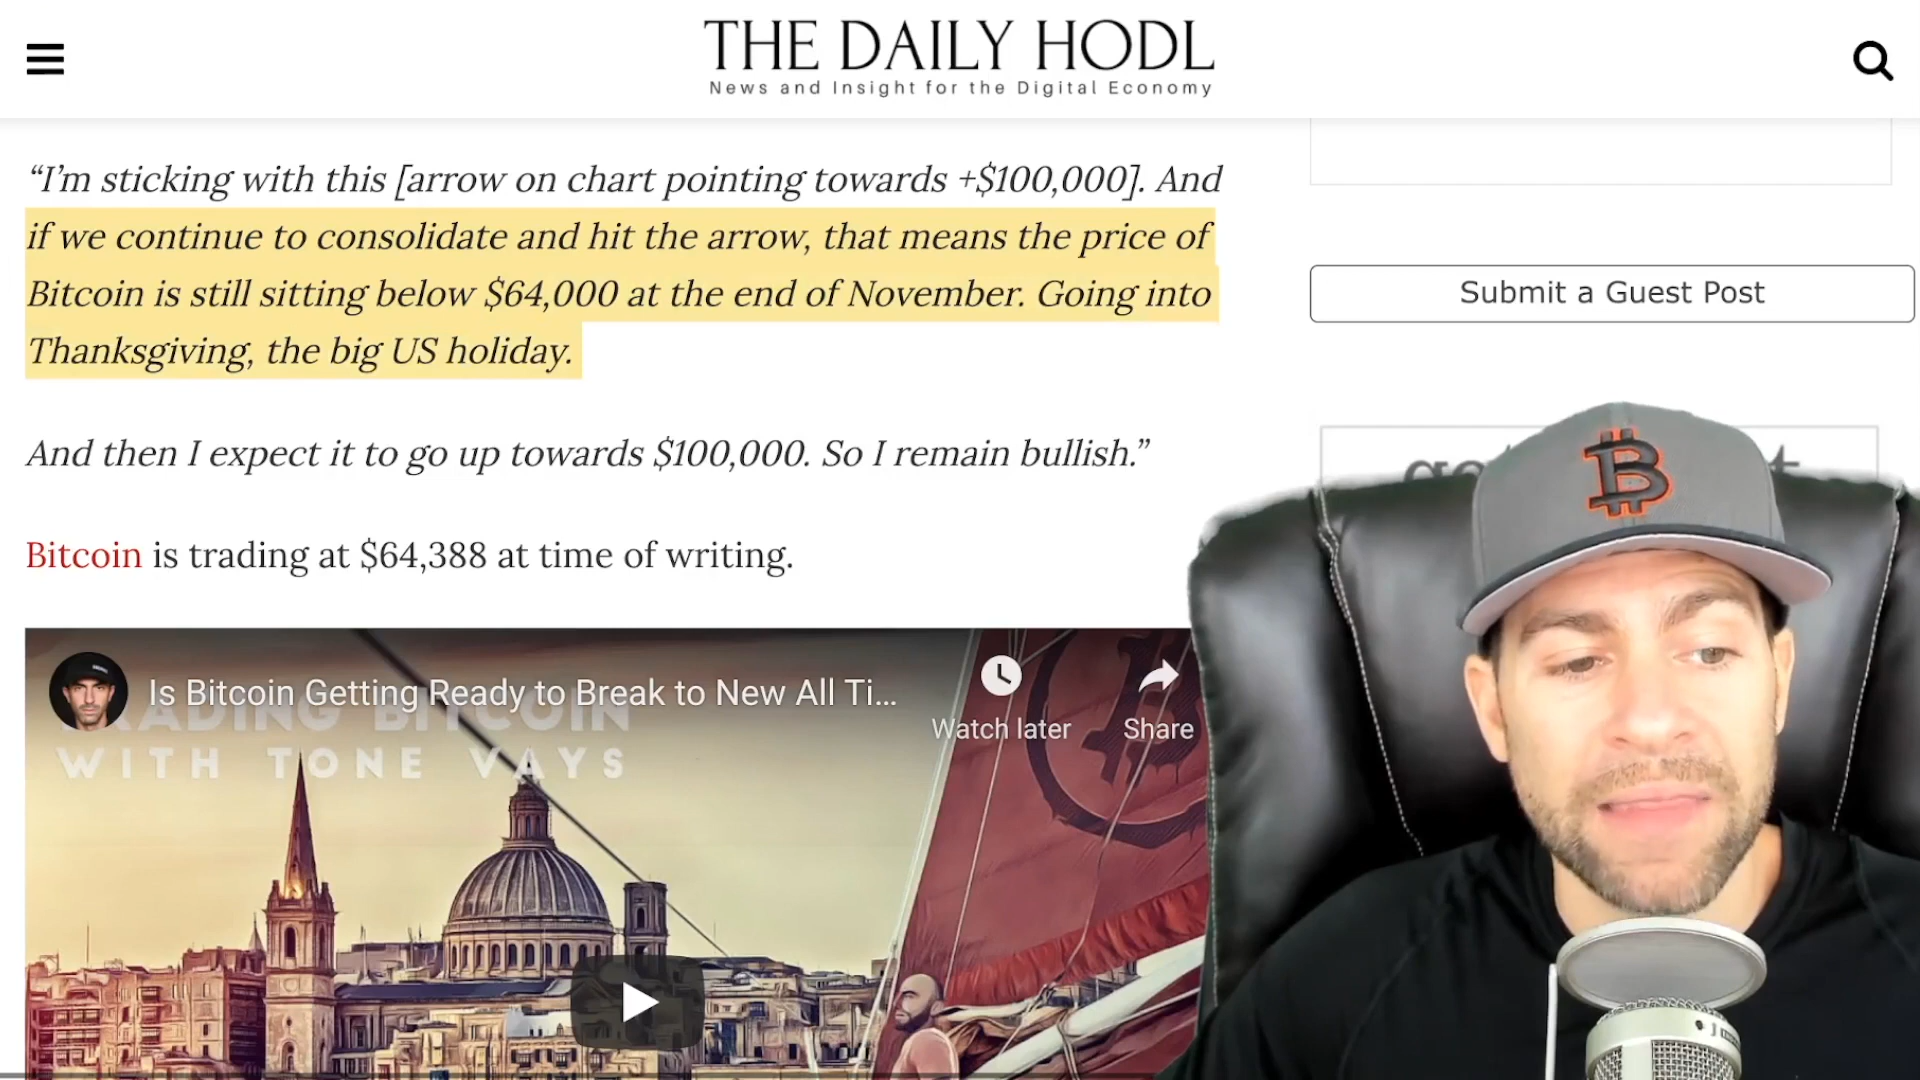 THE DAILY HODL
News and Insight for the Digital Economy
“I’m sticking with this [arrow on chart pointing towards +$100,000]. And
if we continue to consolidate and hit the arrow, that means the price of
Bitcoin is still sitting below $64,000 at the end of November. Going into
Thanksgiving, the big US holiday.
And then I expect it to go up towards $100,000. So I remain bullish.”
Bitcoin is trading at $64,388 at time of writing.
Is Bitcoin Getting Ready to Break to New All Ti...
Watch later
Share
TRADING BITCOIN
WITH TONE VAYS
Submit a Guest Post